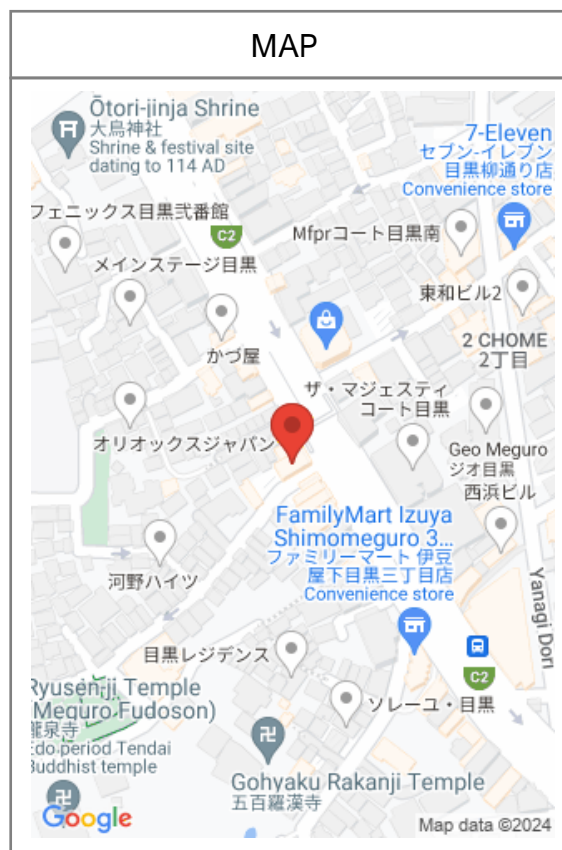 MAP
Ōtori-jinja Shrine
大鳥神社
Shrine & festival site
dating to 114 AD
7-Eleven
セブン-イレブン
目黒柳通り店
Convenience store
フェニックス目黒弐番館
C2
Mfprコート目黒南
メインステージ目黒
東和ビル2
かづ屋
2 CHOME
2丁目
ザ・マジェスティ
コート目黒
オリオックスジャパン
Geo Meguro
ジオ目黒
西浜ビル
FamilyMart Izuya
Shimomeguro 3...
ファミリーマート 伊豆
屋下目黒三丁目店
Convenience store
河野ハイツ
Yanagi Dori
目黒レジデンス
C2
Ryusenji Temple
(Meguro Fudoson)
瀧泉寺
Edo-period Tendai
Buddhist temple
ソレーユ・目黒
Gohyaku Rakanji Temple
五百羅漢寺
Google
Map data ©2024